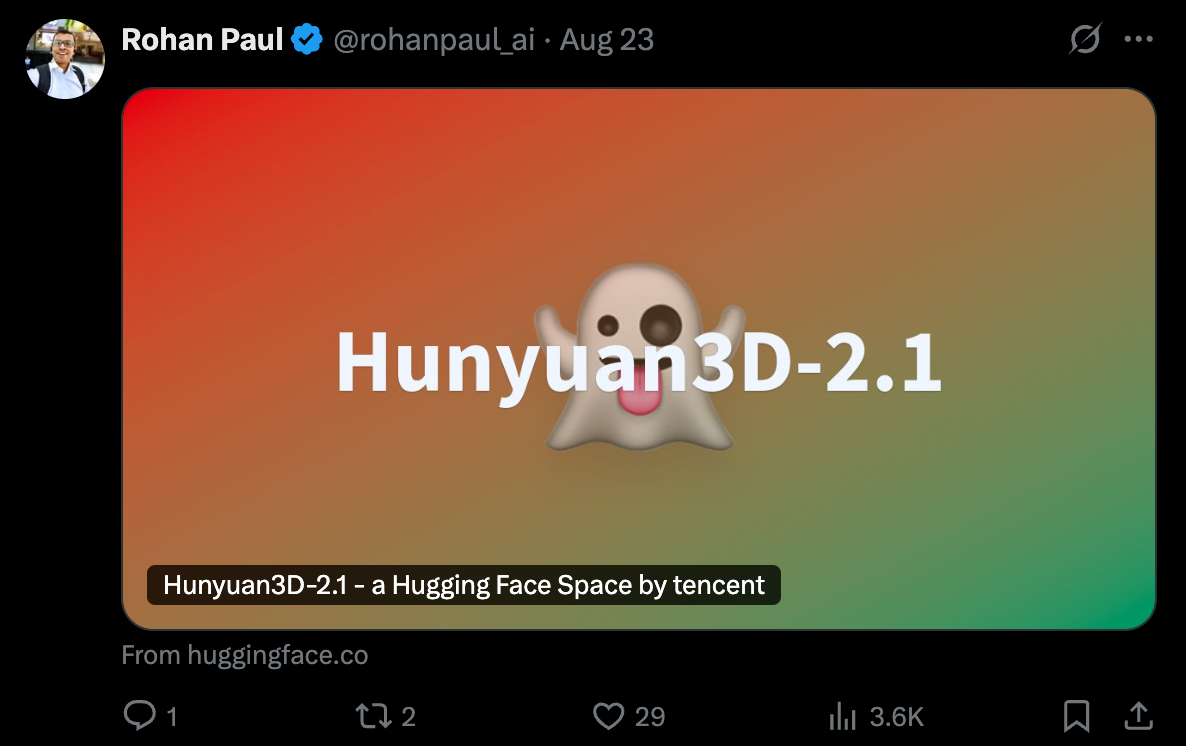 Rohan Paul @rohanpaul_ai · Aug 23
Hunyuan3D-2.1
Hunyuan3D-2.1 - a Hugging Face Space by tencent
From huggingface.co
1 2 29 3.6K